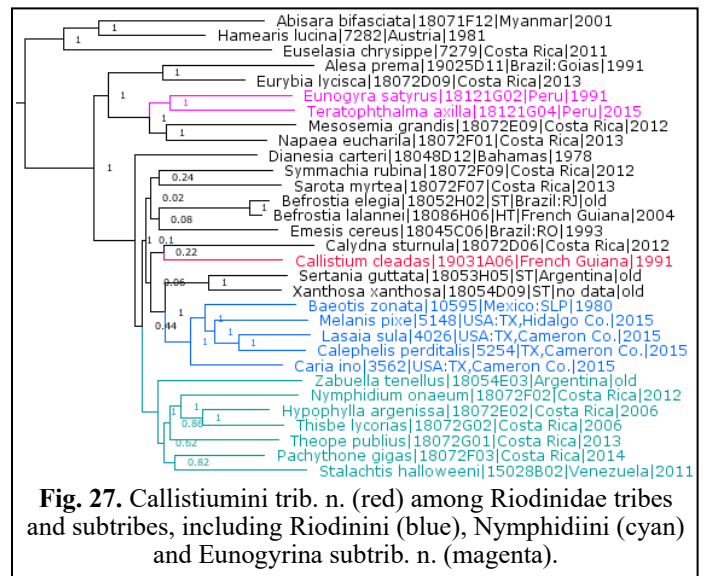 Abisara bifasciata|18071F12|Myanmar|2001
Hamearis lucina|7282|Austria|1981
1
1
Euselasia chrysippe|7279|Costa Rica|2011
Alesa prema|19025D11|Brazil:Goias|1991
1
Eurybia lycisca|18072D09|Costa Rica|2013
1
Eunogyra satyrus|18121G02|Peru|1991
1
Teratophthalma axilla|18121G04|Peru|2015
1
Mesosemia grandis|18072E09|Costa Rica|2012
1
Napaea eucharila|18072F01|Costa Rica|2013
Dianesia carteri|18048D12|Bahamas|1978
1
Symmachia rubina|18072F09|Costa Rica|2012
0.24
Sarota myrtea|18072F07|Costa Rica|2013
0.02
Befrostia elegia|18052H02|ST|Brazil:RJ|old
1
Befrostia lalannei|18086H06|HT|French Guiana|2004
0.08
Emesis cereus|18045C06|Brazil:RO|1993
1
0.1
Calydna sturnula|18072D06|Costa Rica|2012
0.22
Callistium cleadas|19031A06|French Guiana|1991
Sertania guttata|18053H05|ST|Argentina|old
0.06
1
Xanthosa xanthosa|18054D09|ST|no data|old
Baeotis zonata|10595|Mexico:SLP|1980
1
1
Melanis pixe|5148|USA:TX,Hidalgo Co.|2015
0.44
1
Lasaia sula|4026|USA:TX,Cameron Co.|2015
1
1
Calephelis perditalis|5254|TX,Cameron Co.|2015
Caria ino|3562|USA:TX,Cameron Co.|2015
Zabuella tenellus|18054E03|Argentina|old
Nymphidium onaeum|18072F02|Costa Rica|2012
1
1
Hypophylla argenissa|18072E02|Costa Rica|2006
1
0.86
Thisbe lycorias|18072G02|Costa Rica|2006
0.62
Theope publius|18072G01|Costa Rica|2013
Pachythone gigas|18072F03|Costa Rica|2014
0.82
Stalachtis halloweeni|15028B02|Venezuela|2011
Fig. 27. Callistiumini trib. n. (red) among Riodinidae tribes
and subtribes, including Riodinini (blue), Nymphidiini (cyan)
and Eunogyrina subtrib. n. (magenta).